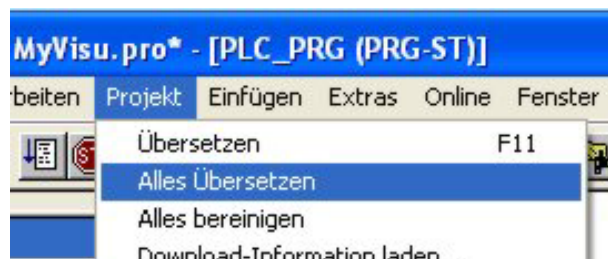 MyVisu.pro* - [PLC_PRG (PRG-ST)]
rbeiten Projekt Einfügen Extras Online Fenster
Übersetzen F11
Alles Übersetzen
Alles bereinigen
Download-Information laden